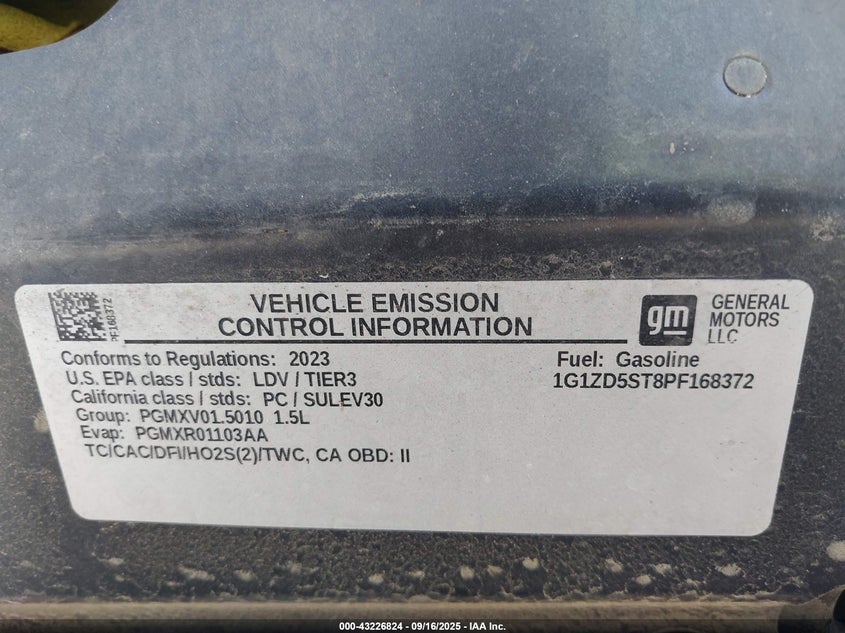 PF168372
VEHICLE EMISSION
CONTROL INFORMATION
gm
GENERAL
MOTORS
LLC
Conforms to Regulations: 2023
U.S. EPA class / stds: LDV / TIER3
California class / stds: PC / SULEV30
Group: PGMXV01.5010 1.5L
Evap: PGMXR01103AA
TC/CAC/DFI/HO2S(2)/TWC, CA OBD: II
Fuel: Gasoline
1G1ZD5ST8PF168372
000-43226824 - 09/16/2025 - IAA Inc.